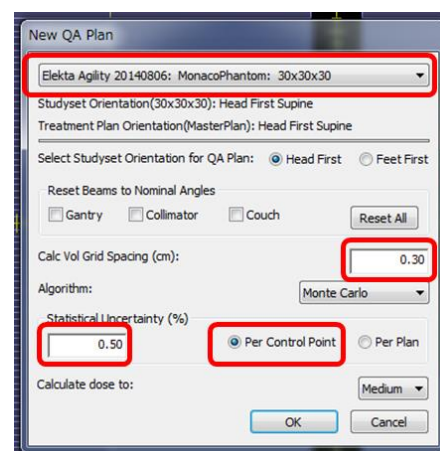 New QA Plan
Elekta Agility 20140806: MonacoPhantom: 30x30x30
Studyset Orientation(30x30x30): Head First Supine
Treatment Plan Orientation(MasterPlan): Head First Supine
Select Studyset Orientation for QA Plan: Head First Feet First
Reset Beams to Nominal Angles
Gantry Collimator Couch Reset All
Calc Vol Grid Spacing (cm): 0.30
Algorithm: Monte Carlo
Statistical Uncertainty (%)
0.50 Per Control Point Per Plan
Calculate dose to: Medium
OK Cancel